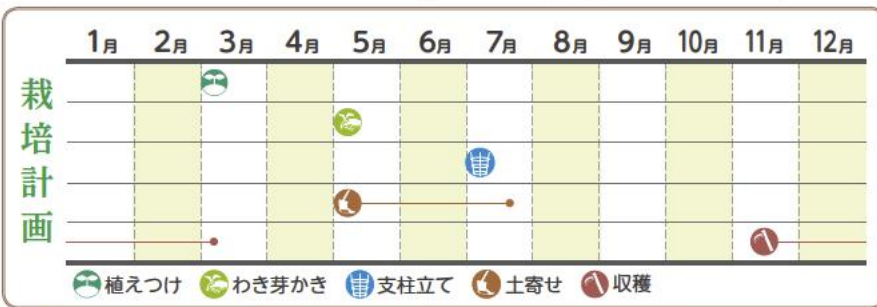 1月 2月 3月 4月 5月 6月 7月 8月 9月 10月 11月 12月
栽培計画
植えつけ わき芽かき 支柱立て 土寄せ 収穫